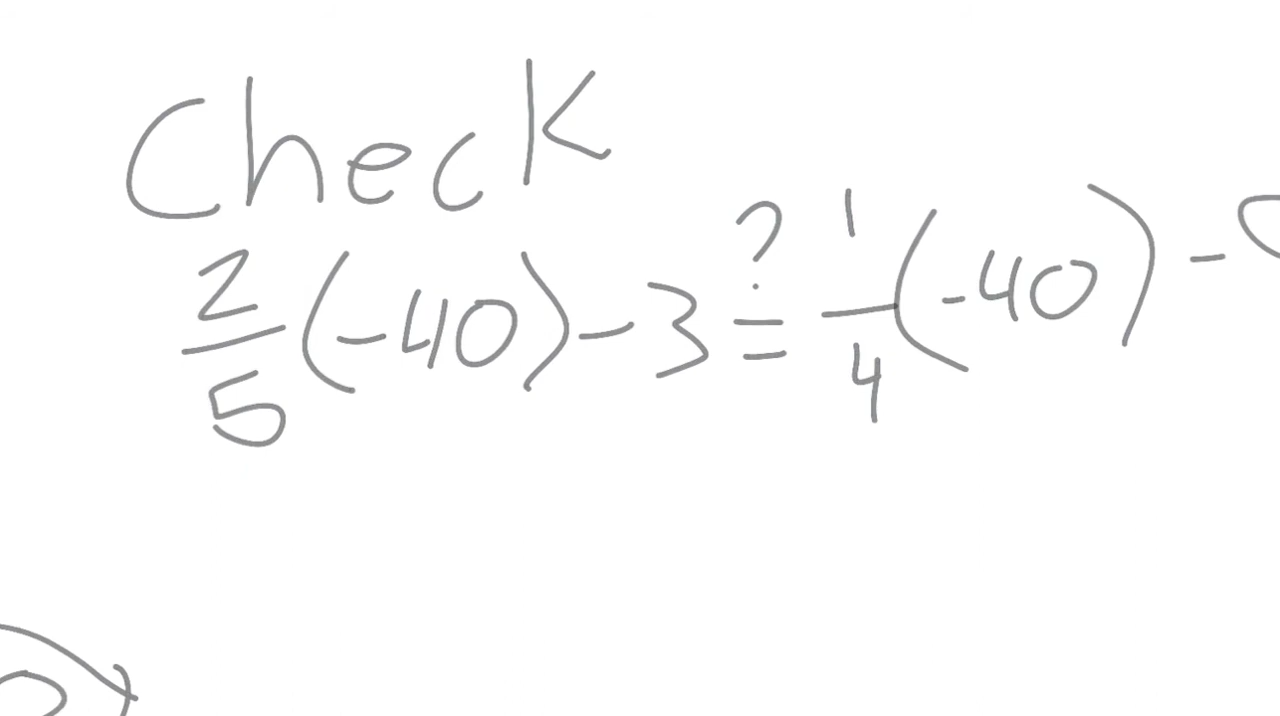 Check
2/5 (-40) - 3 ≟ 1/4 (-40) -